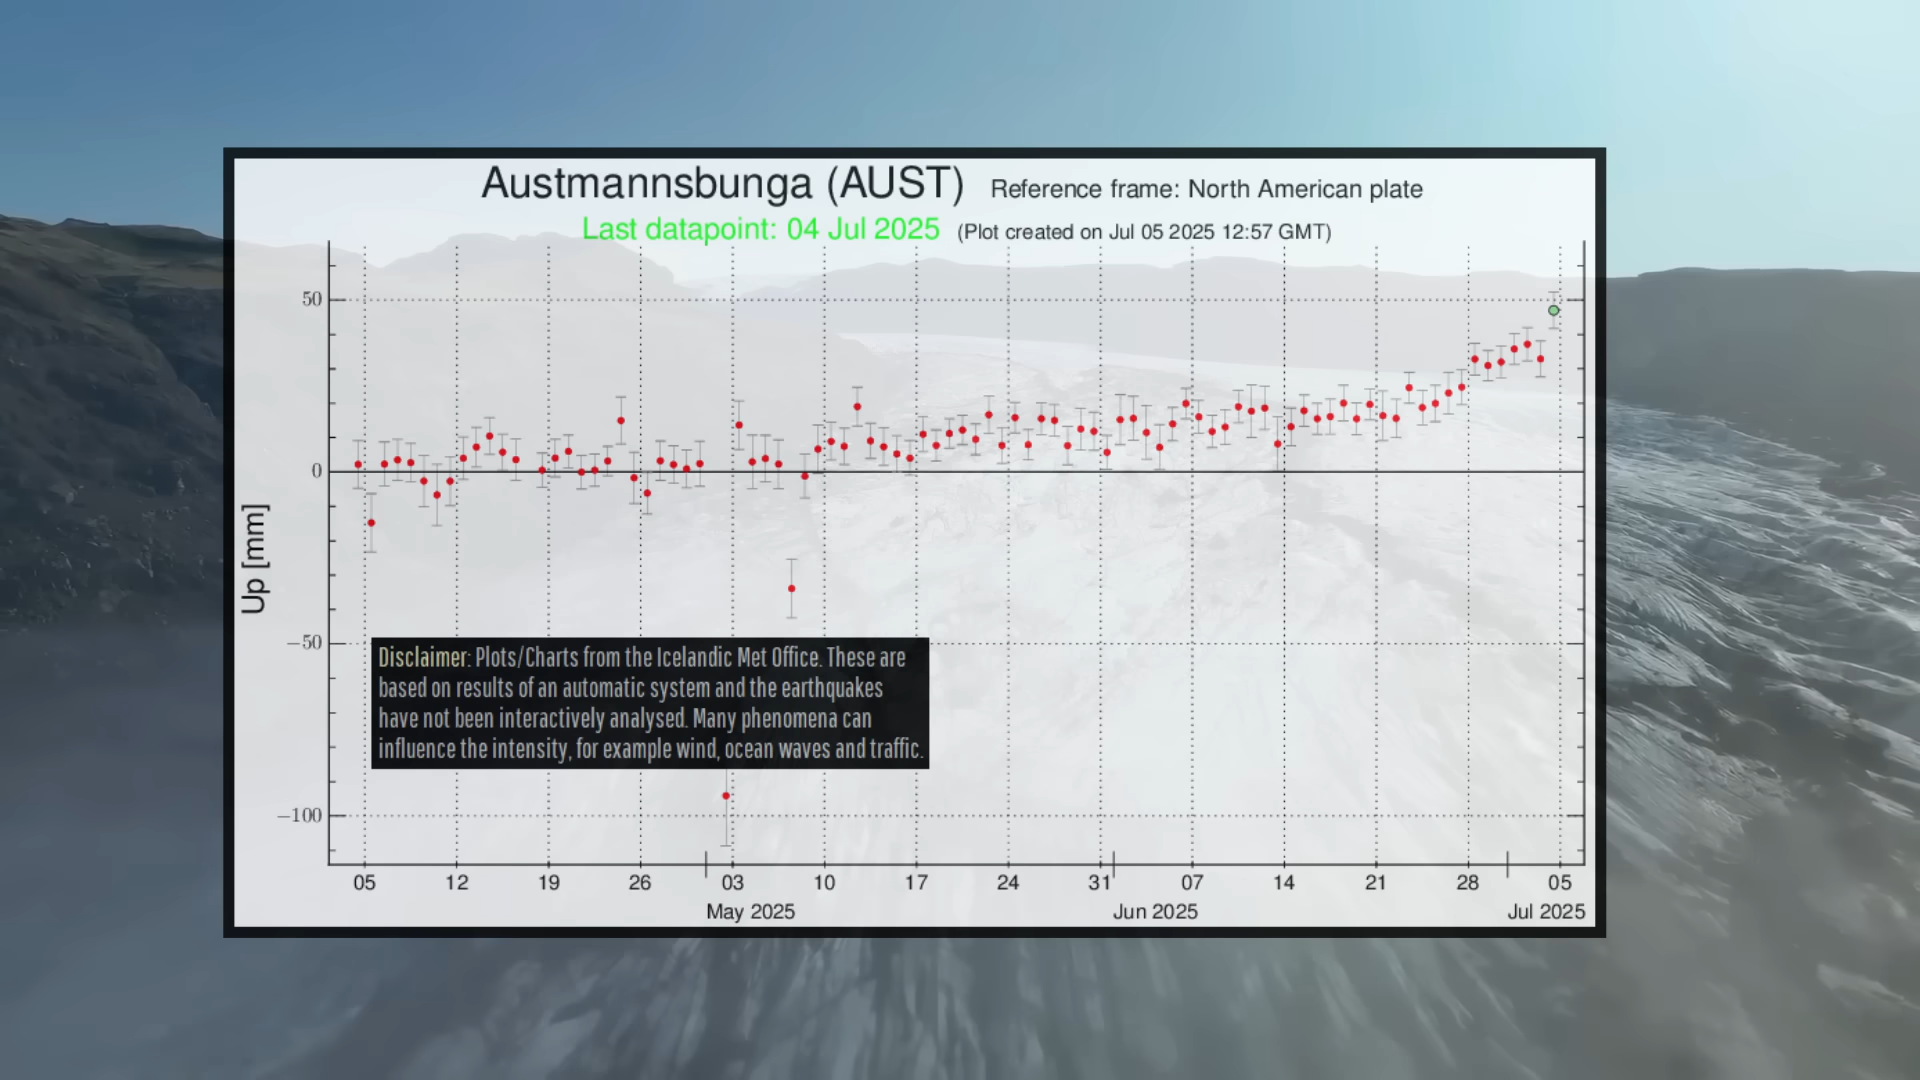 Austmannsbunga (AUST) Reference frame: North American plate
Last datapoint: 04 Jul 2025 (Plot created on Jul 05 2025 12:57 GMT)
50
0
−50
−100
Up [mm]
Disclaimer: Plots/Charts from the Icelandic Met Office. These are
based on results of an automatic system and the earthquakes
have not been interactively analysed. Many phenomena can
influence the intensity, for example wind, ocean waves and traffic.
05 12 19 26 03 10 17 24 31 07 14 21 28 05
May 2025 Jun 2025 Jul 2025